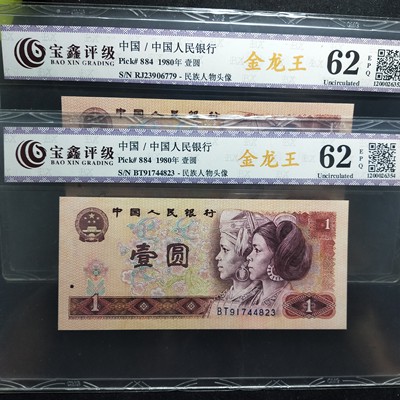 宝鑫评级
BAO XIN GRADING
中国 / 中国人民银行
Pick# 884 1980年 壹圆
S/N RJ23906779 - 民族人物头像
金龙王
62
EPQ
Uncirculated
宝鑫评级
BAO XIN GRADING
中国 / 中国人民银行
Pick# 884 1980年 壹圆
S/N BT91744823 - 民族人物头像
金龙王
62
EPQ
Uncirculated
1200026354
中国人民银行
壹圆
1
1
1
BT91744823